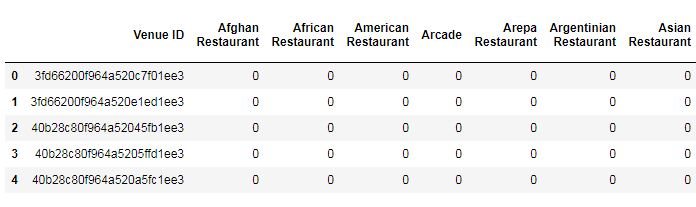 Venue ID Afghan Restaurant African Restaurant American Restaurant Arcade Arepa Restaurant Argentinian Restaurant Asian Restaurant
0 3fd66200f964a520c7f01ee3 0 0 0 0 0 0 0
1 3fd66200f964a520e1ed1ee3 0 0 0 0 0 0 0
2 40b28c80f964a52045fb1ee3 0 0 0 0 0 0 0
3 40b28c80f964a5205ffd1ee3 0 0 0 0 0 0 0
4 40b28c80f964a520a5fc1ee3 0 0 0 0 0 0 0